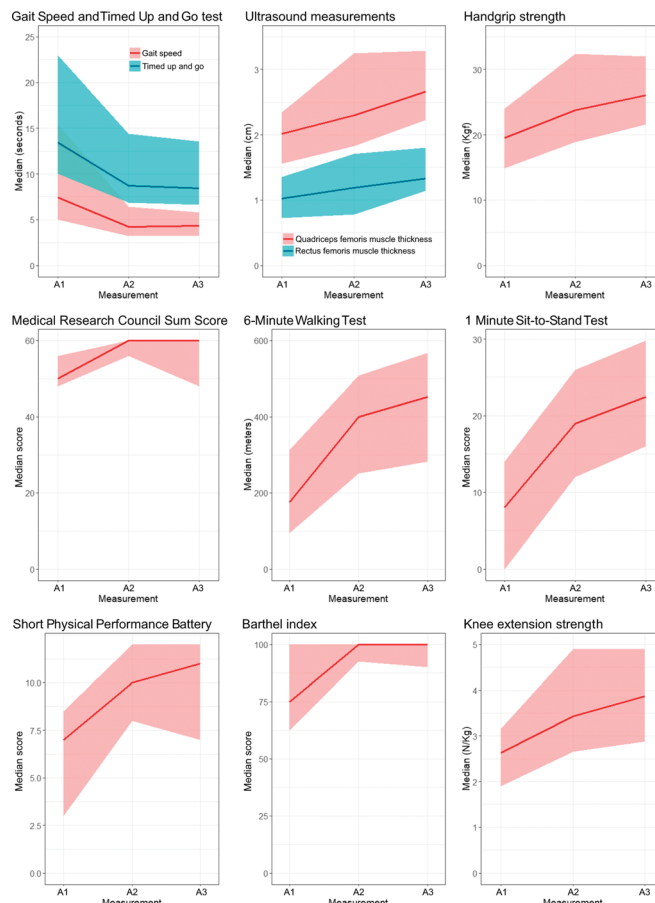 Gait Speed and Timed Up and Go test
25
20
15
10
5
0
Median (seconds)
Gait speed
Timed up and go
A1 A2 A3
Measurement
Ultrasound measurements
3
2
1
0
Median (cm)
Quadriceps femoris muscle thickness
Rectus femoris muscle thickness
A1 A2 A3
Measurement
Handgrip strength
30
20
10
0
Median (Kgf)
A1 A2 A3
Measurement
Medical Research Council Sum Score
60
40
20
0
Median score
A1 A2 A3
Measurement
6-Minute Walking Test
600
400
200
0
Median (meters)
A1 A2 A3
Measurement
1 Minute Sit-to-Stand Test
30
20
10
0
Median score
A1 A2 A3
Measurement
Short Physical Performance Battery
10.0
7.5
5.0
2.5
0.0
Median score
A1 A2 A3
Measurement
Barthel index
100
75
50
25
0
Median score
A1 A2 A3
Measurement
Knee extension strength
5
4
3
2
1
0
Median (N/Kg)
A1 A2 A3
Measurement